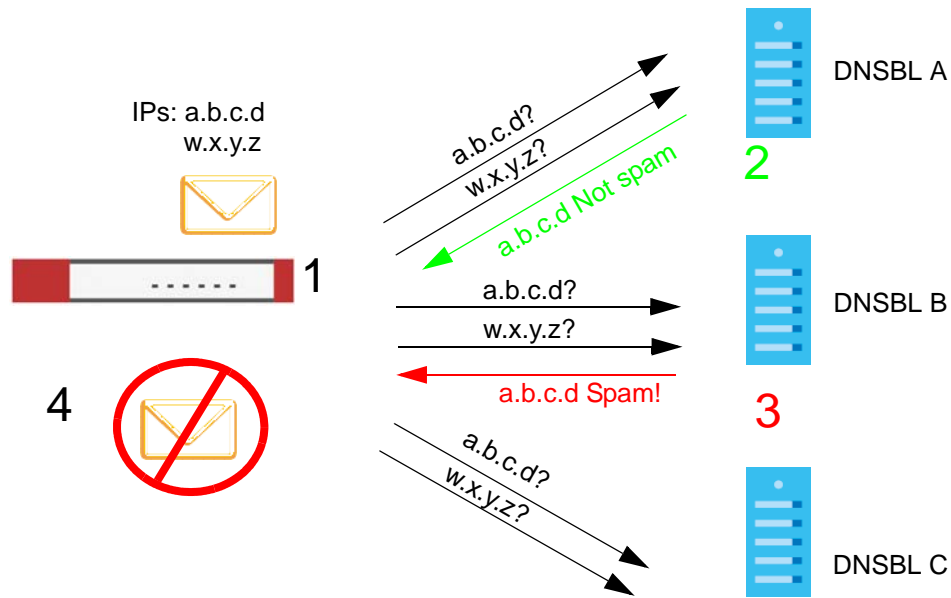 IPs: a.b.c.d
w.x.y.z
1
a.b.c.d?
w.x.y.z?
a.b.c.d Not spam
DNSBL A
2
a.b.c.d?
w.x.y.z?
a.b.c.d Spam!
DNSBL B
3
4
a.b.c.d?
w.x.y.z?
DNSBL C